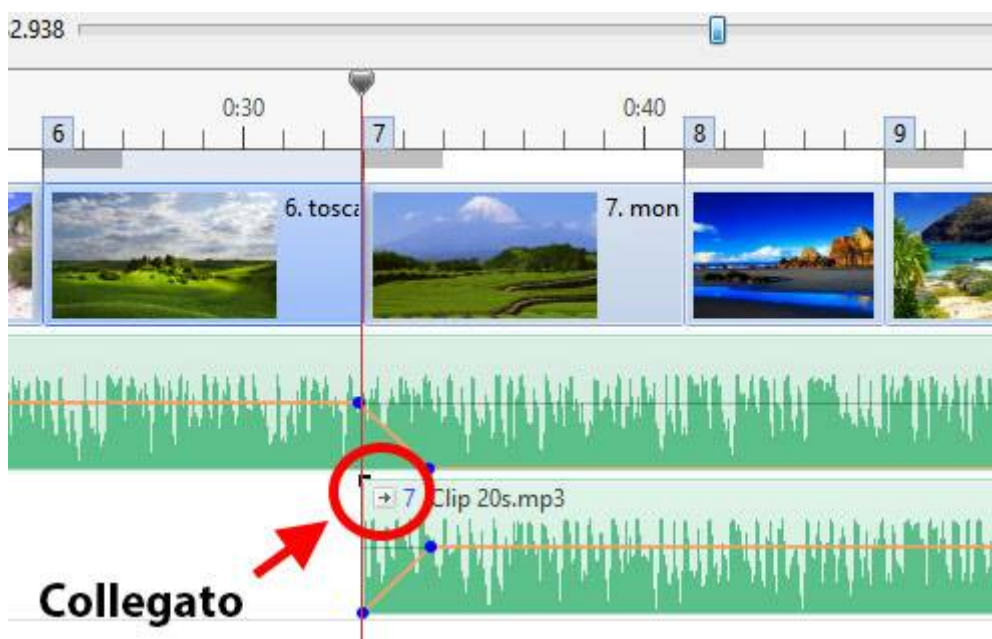 2.938
0:30 0:40
6 7 8 9
6. tosca
7. mon
7 Clip 20s.mp3
Collegato